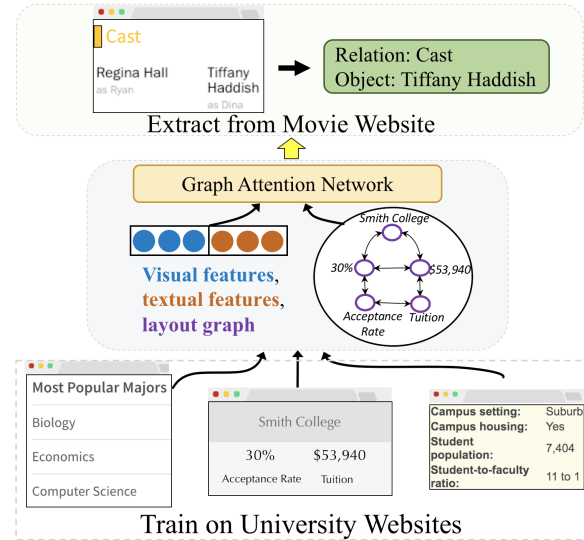 Cast
Regina Hall
as Ryan
Tiffany
Haddish
as Dina
Relation: Cast
Object: Tiffany Haddish
Extract from Movie Website
Graph Attention Network
Visual features,
textual features,
layout graph
Smith College
30%
$53,940
Acceptance
Rate
Tuition
Most Popular Majors
Biology
Economics
Computer Science
Smith College
30% $53,940
Acceptance Rate Tuition
Campus setting: Suburb
Campus housing: Yes
Student
population: 7,404
Student-to-faculty
ratio: 11 to 1
Train on University Websites